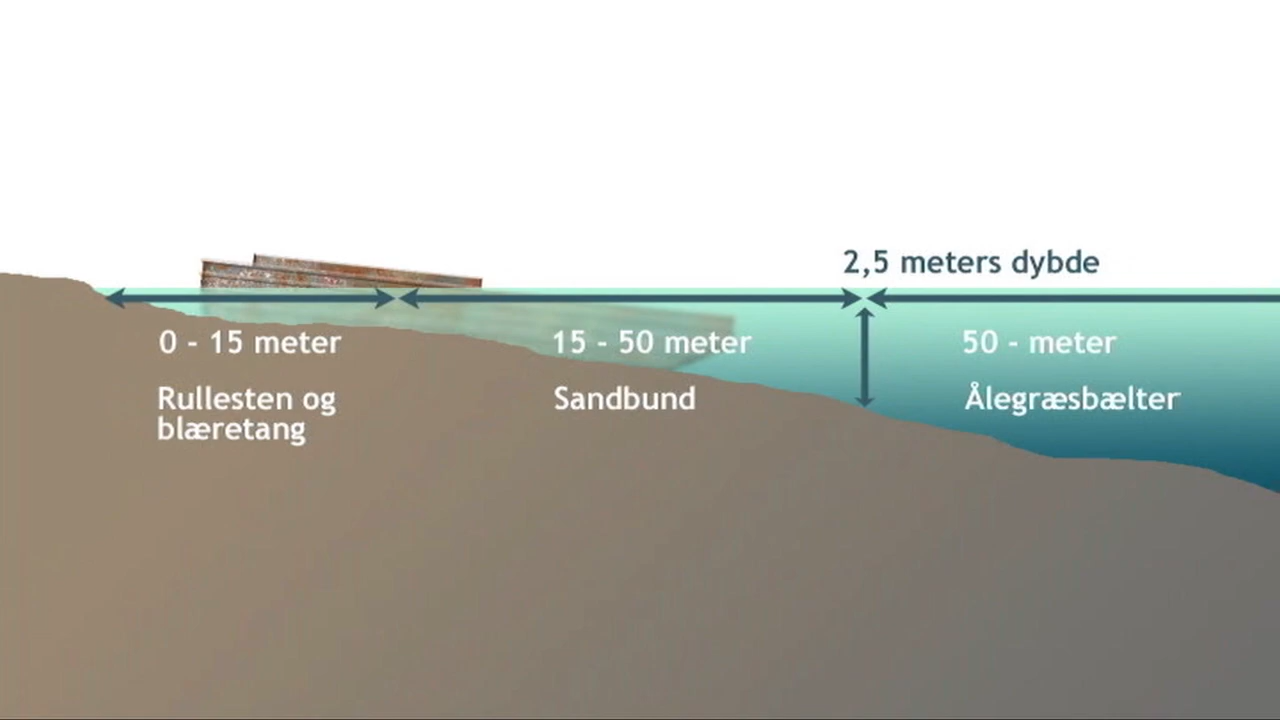 2,5 meters dybde
0 - 15 meter
15 - 50 meter
50 - meter
Rullesten og
blæretang
Sandbund
Ålegræsbælter